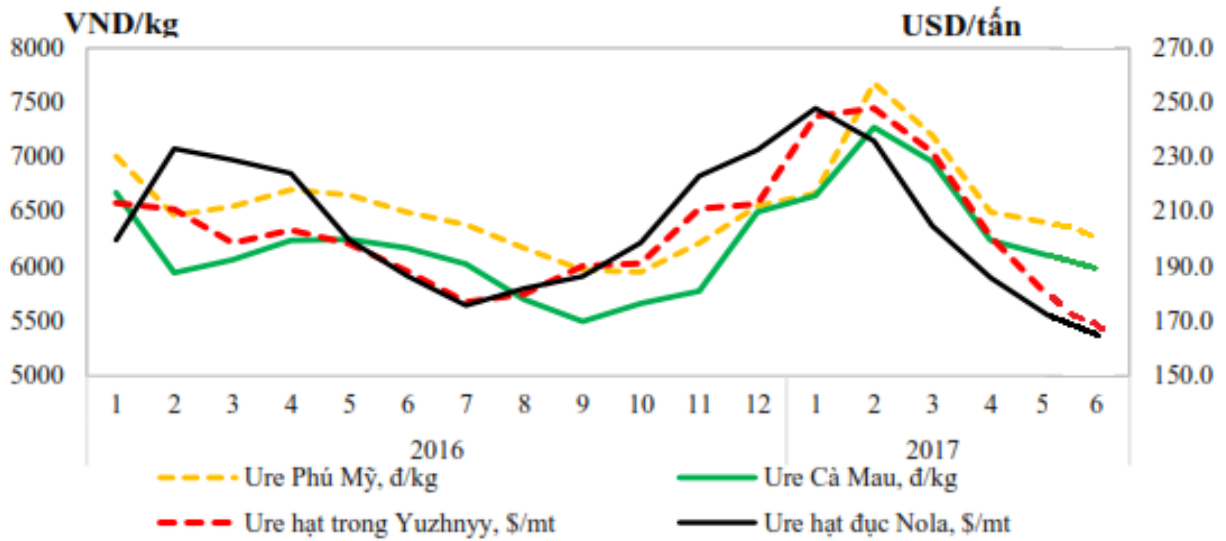 VND/kg USD/tấn
8000 270.0
7500 250.0
7000 230.0
6500 210.0
6000 190.0
5500 170.0
5000 150.0
1 2 3 4 5 6 7 8 9 10 11 12 1 2 3 4 5 6
2016 2017
Ure Phú Mỹ, đ/kg Ure Cà Mau, đ/kg
Ure hạt trong Yuzhnyy, $/mt Ure hạt đục Nola, $/mt